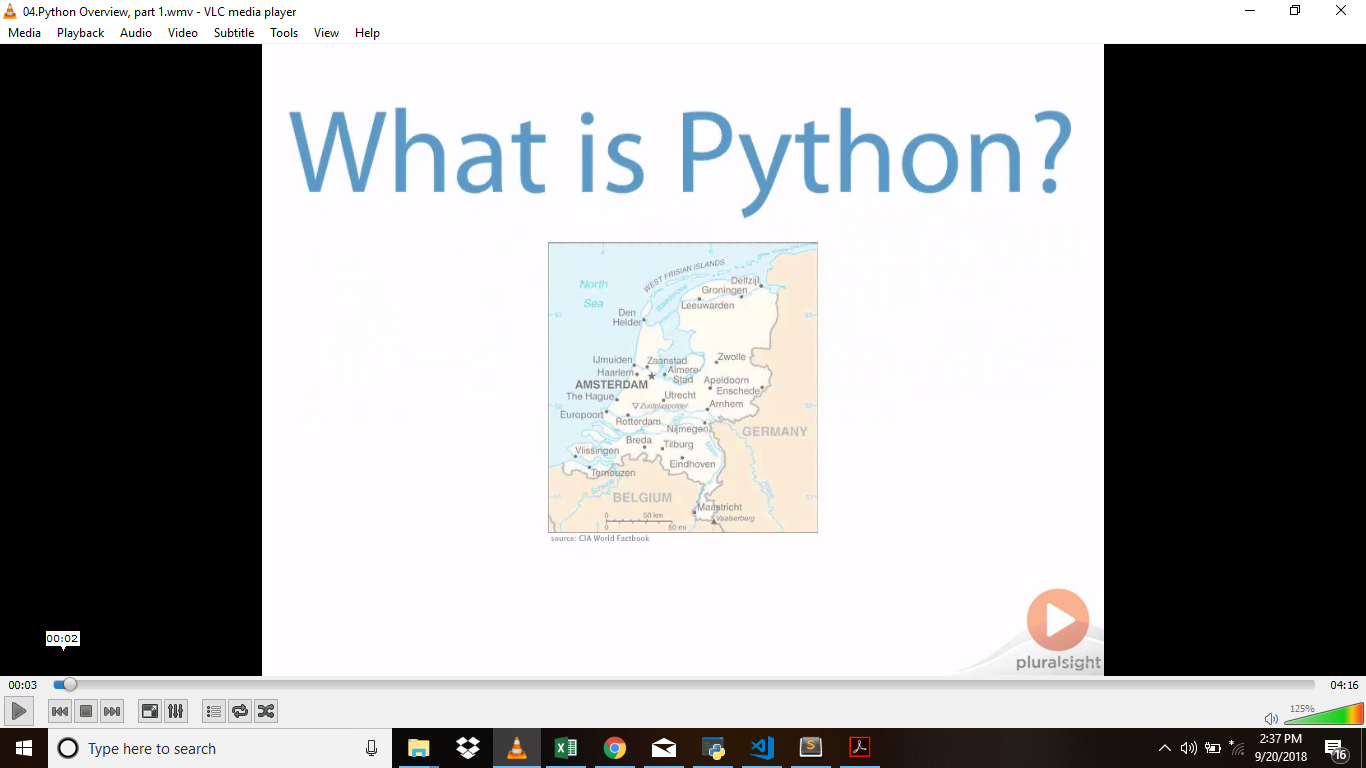 04.Python Overview, part 1.wmv - VLC media player
Media Playback Audio Video Subtitle Tools View Help
What is Python?
North
Sea
WEST FRISIAN ISLANDS
Delfzijl
Groningen
Leeuwarden
Den
Helder
IJmuiden
Zaanstad
Zwolle
Haarlem
Almere
Stad
AMSTERDAM
Apeldoorn
Enschede
The Hague
Utrecht
Zuidplaspolder
Arnhem
Europoort
Rotterdam
Nijmegen
GERMANY
Breda
Tilburg
Vlissingen
Eindhoven
Terneuzen
BELGIUM
Maastricht
Vaalserberg
0 50 km
0 50 mi
source: CIA World Factbook
pluralsight
00:02
00:03
04:16
125%
Type here to search
2:37 PM
9/20/2018
16